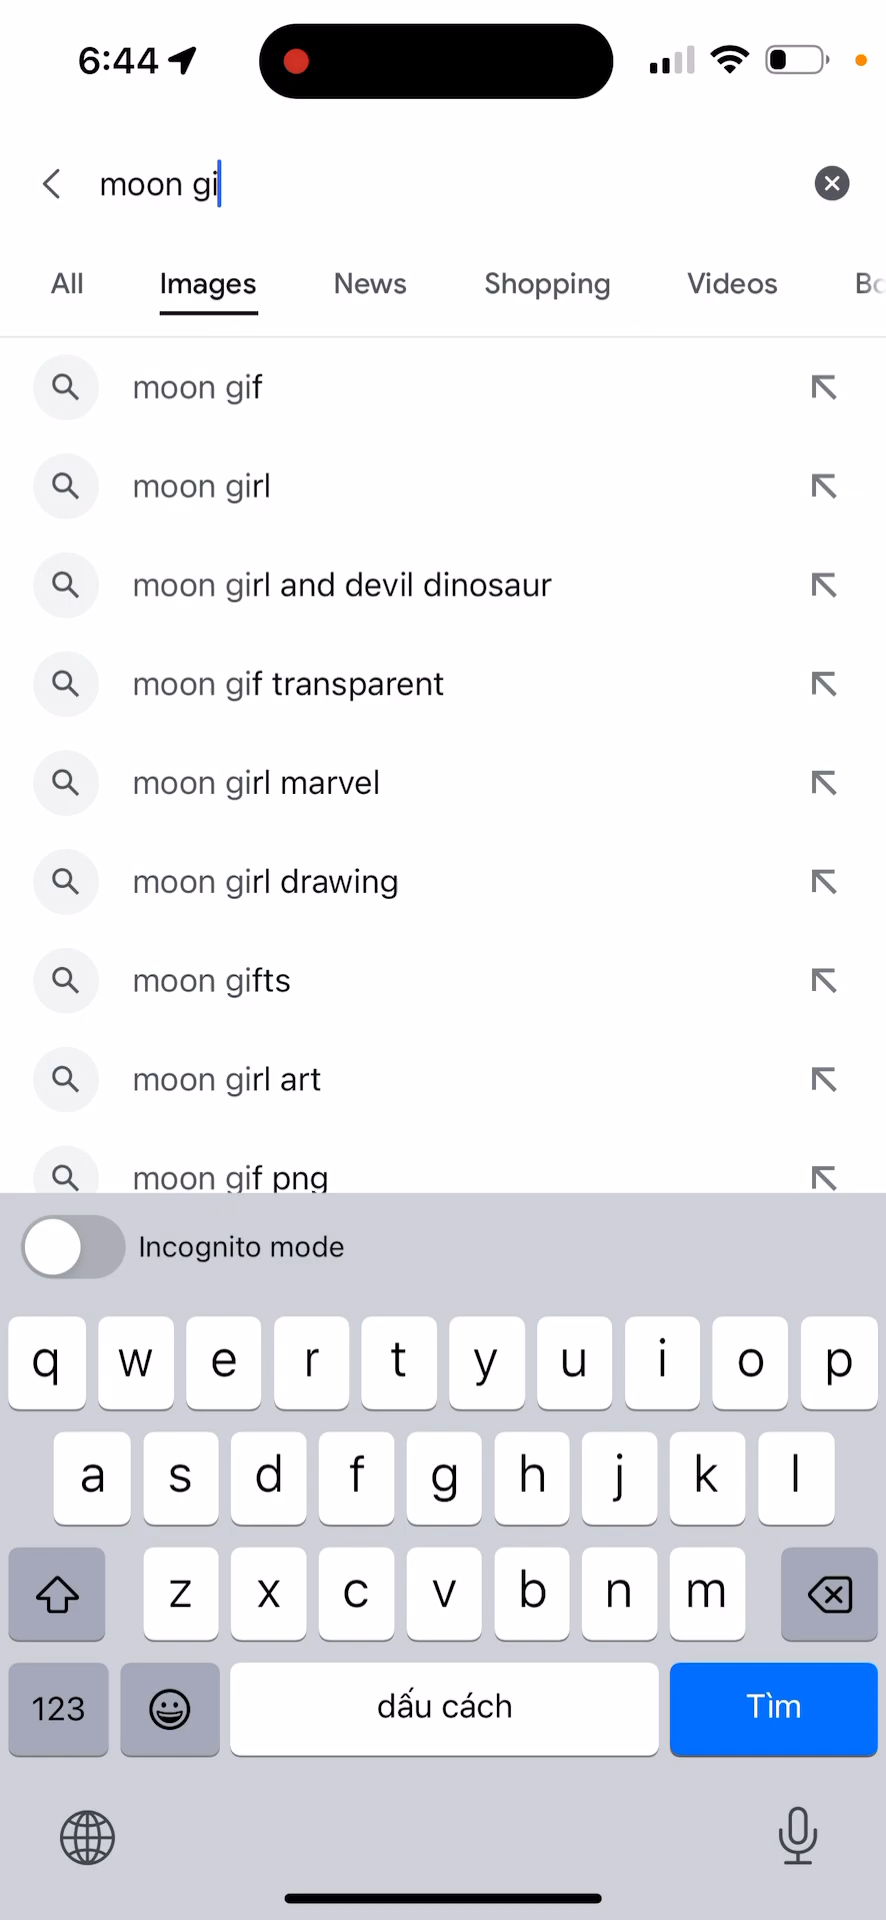 6:44
moon gi
All Images News Shopping Videos Bo
moon gif
moon girl
moon girl and devil dinosaur
moon gif transparent
moon girl marvel
moon girl drawing
moon gifts
moon girl art
moon gif png
Incognito mode
q w e r t y u i o p
a s d f g h j k l
z x c v b n m
123 dấu cách Tìm